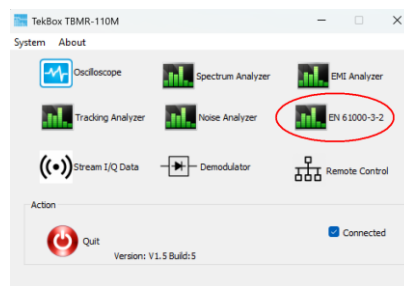 TekBox TBMR-110M
System About
Oscilloscope Spectrum Analyzer EMI Analyzer
Tracking Analyzer Noise Analyzer EN 61000-3-2
Stream I/Q Data Demodulator Remote Control
Action
Quit Connected
Version: V1.5 Build:5